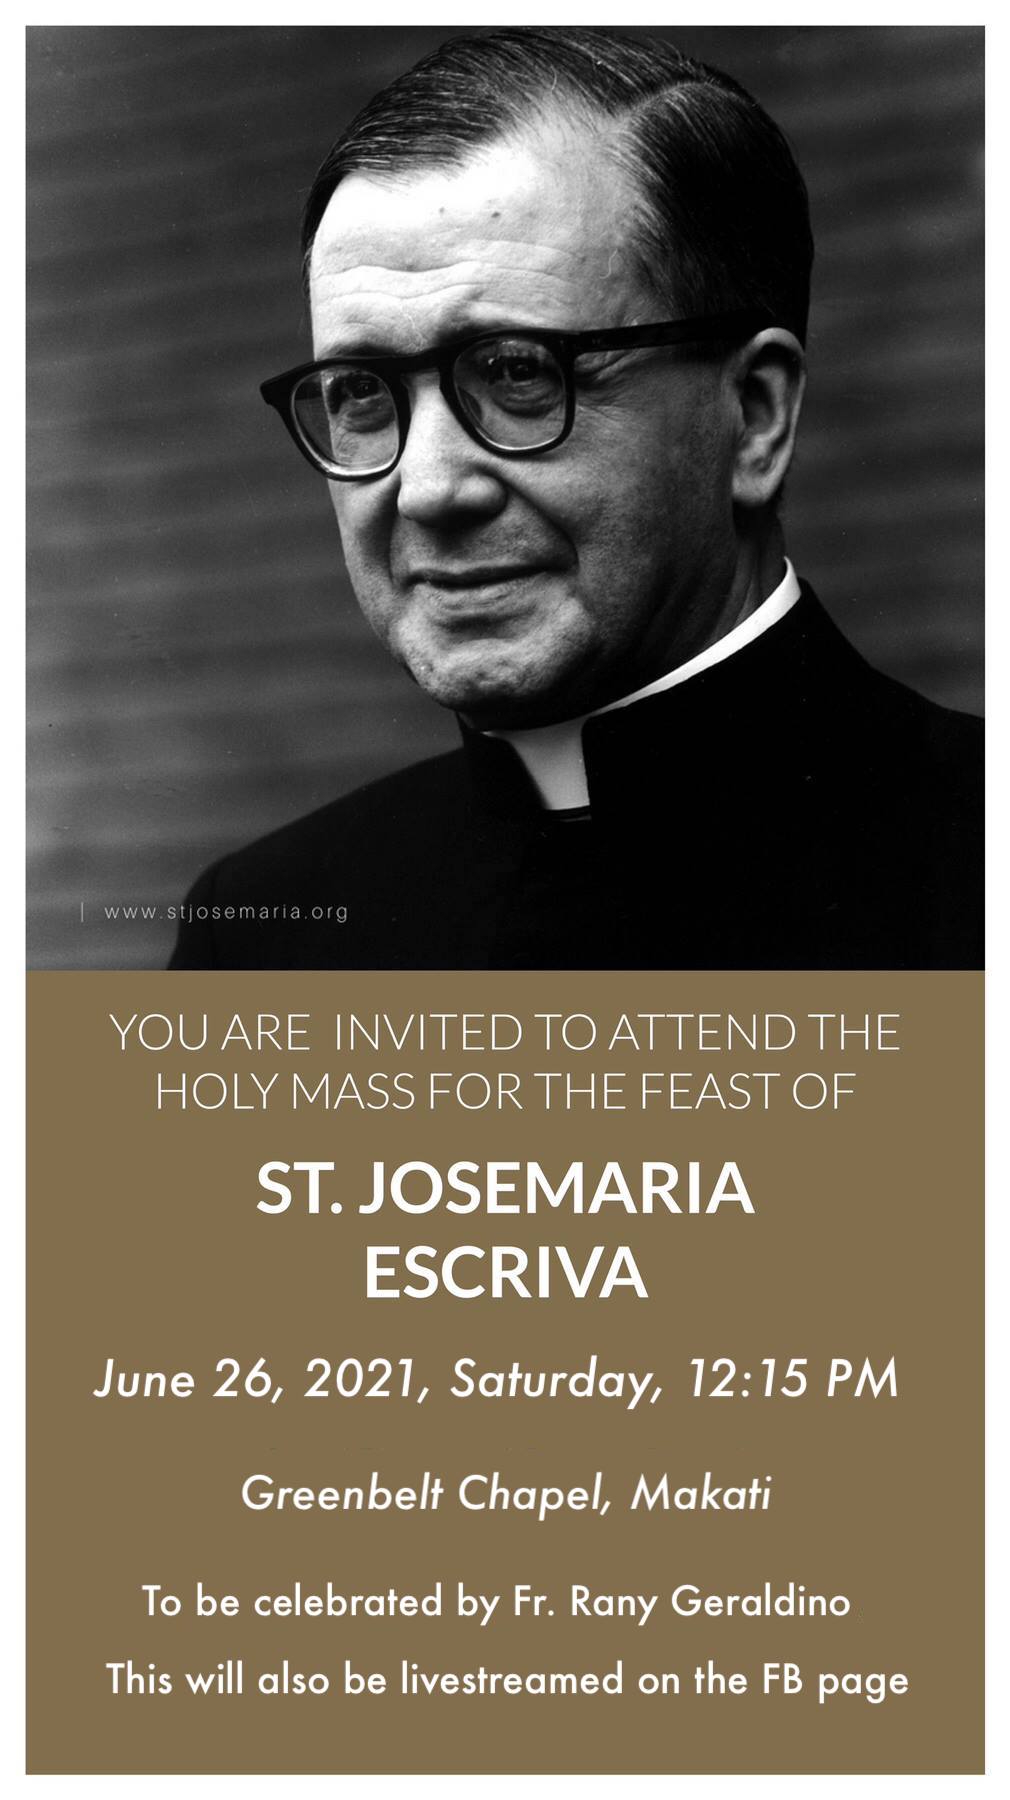 | www.stjosemaria.org
YOU ARE INVITED TO ATTEND THE
HOLY MASS FOR THE FEAST OF
ST. JOSEMARIA
ESCRIVA
June 26, 2021, Saturday, 12:15 PM
Greenbelt Chapel, Makati
To be celebrated by Fr. Rany Geraldino
This will also be livestreamed on the FB page